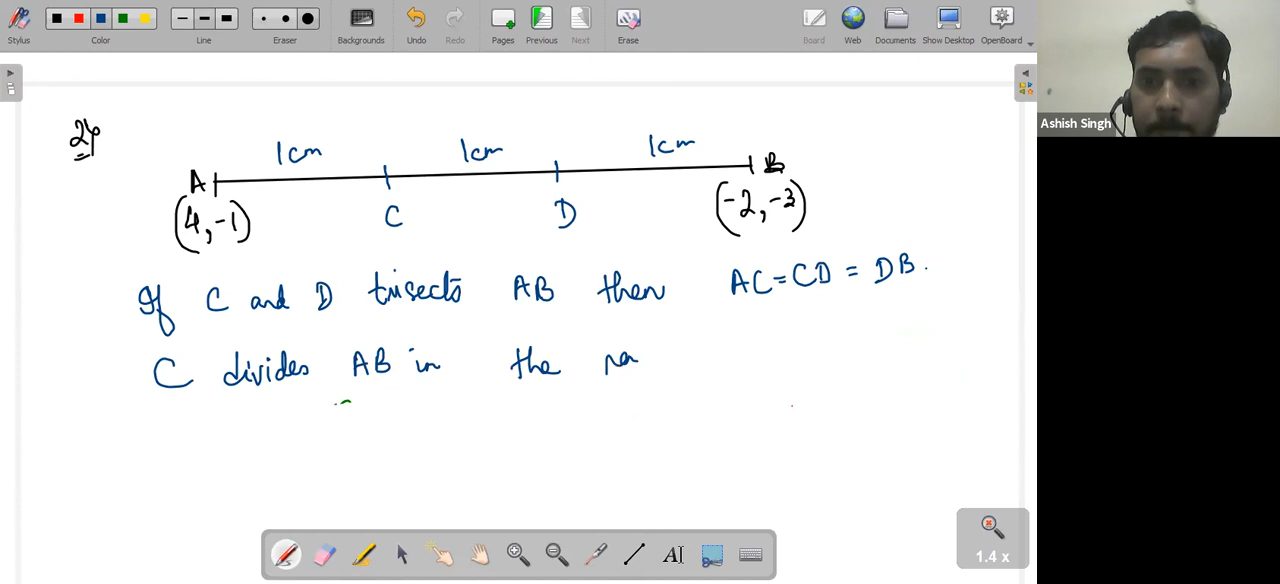 Stylus Color Line Eraser Backgrounds Undo Redo Pages Previous Next Erase Board Web Documents Show Desktop OpenBoard
Ashish Singh
2/
1cm 1cm 1cm
A B
C D
(4,-1) (-2,-3)
If C and D trisects AB then AC=CD=DB.
C divides AB in the
1.4 x